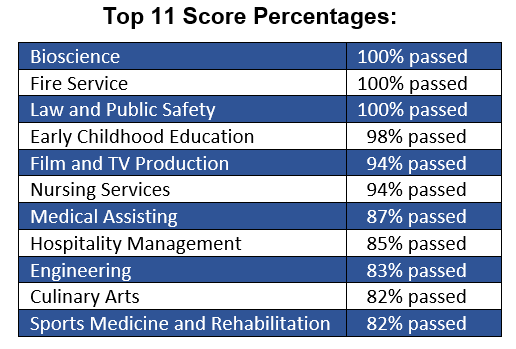 Top 11 Score Percentages:
Bioscience 100% passed
Fire Service 100% passed
Law and Public Safety 100% passed
Early Childhood Education 98% passed
Film and TV Production 94% passed
Nursing Services 94% passed
Medical Assisting 87% passed
Hospitality Management 85% passed
Engineering 83% passed
Culinary Arts 82% passed
Sports Medicine and Rehabilitation 82% passed